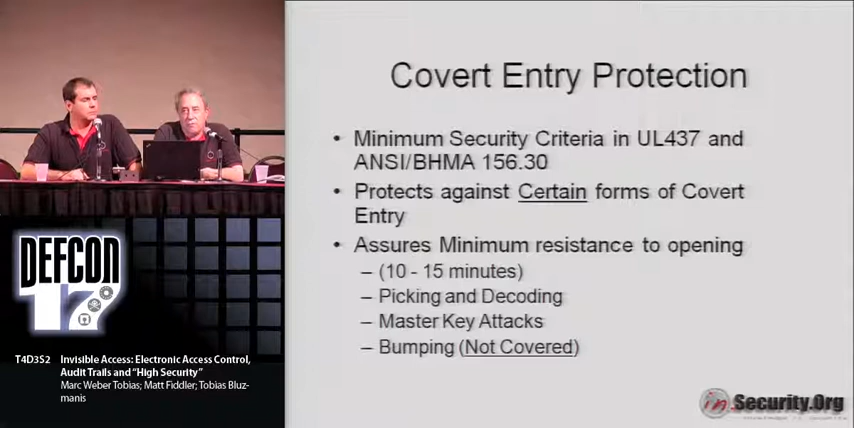 Covert Entry Protection
• Minimum Security Criteria in UL437 and
ANSI/BHMA 156.30
• Protects against Certain forms of Covert
Entry
• Assures Minimum resistance to opening
– (10 - 15 minutes)
– Picking and Decoding
– Master Key Attacks
– Bumping (Not Covered)
DEFCON
17
T4D3S2 Invisible Access: Electronic Access Control,
Audit Trails and “High Security”
Marc Weber Tobias; Matt Fiddler; Tobias Bluz-
manis
in.Security.Org